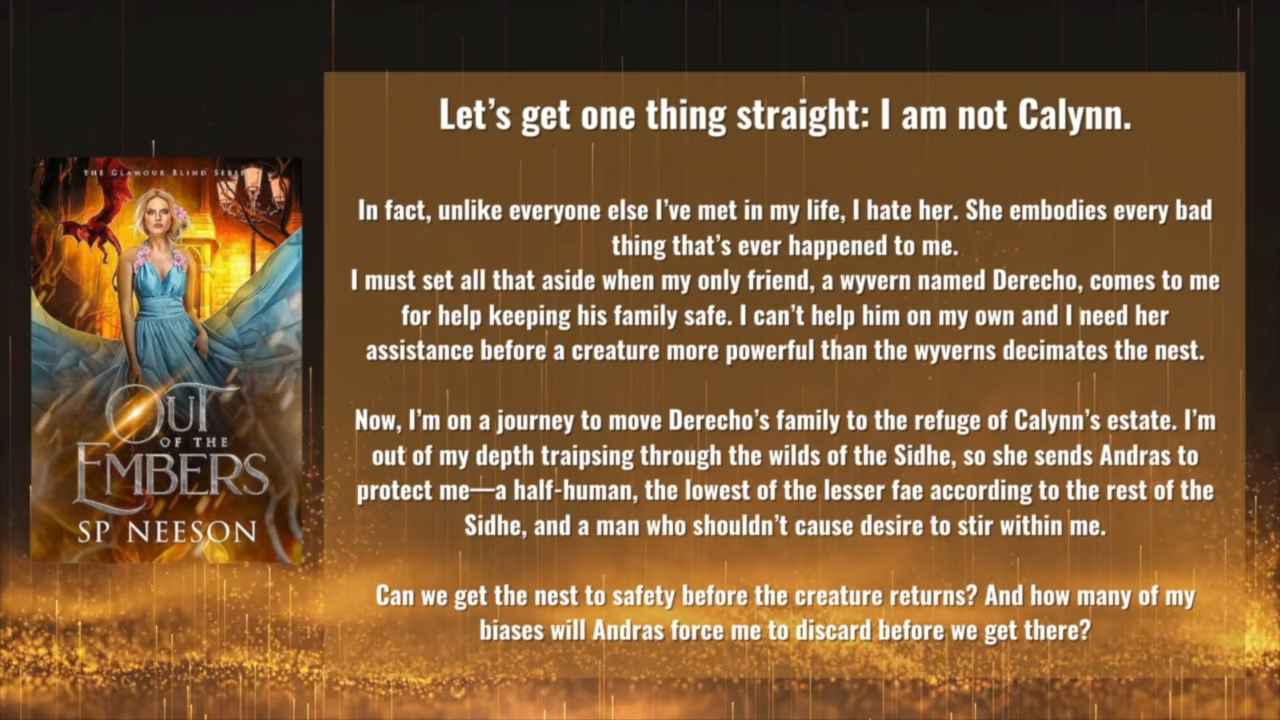 Let's get one thing straight: I am not Calynn.
In fact, unlike everyone else I've met in my life, I hate her. She embodies every bad
thing that's ever happened to me.
I must set all that aside when my only friend, a wyvern named Derecho, comes to me
for help keeping his family safe. I can't help him on my own and I need her
assistance before a creature more powerful than the wyverns decimates the nest.
Now, I'm on a journey to move Derecho's family to the refuge of Calynn's estate. I'm
out of my depth traipsing through the wilds of the Sidhe, so she sends Andras to
protect me—a half-human, the lowest of the lesser fae according to the rest of the
Sidhe, and a man who shouldn't cause desire to stir within me.
Can we get the nest to safety before the creature returns? And how many of my
biases will Andras force me to discard before we get there?
THE GLAMOUR BLIND SERIES
OUT
OF THE
EMBERS
SP NEESON